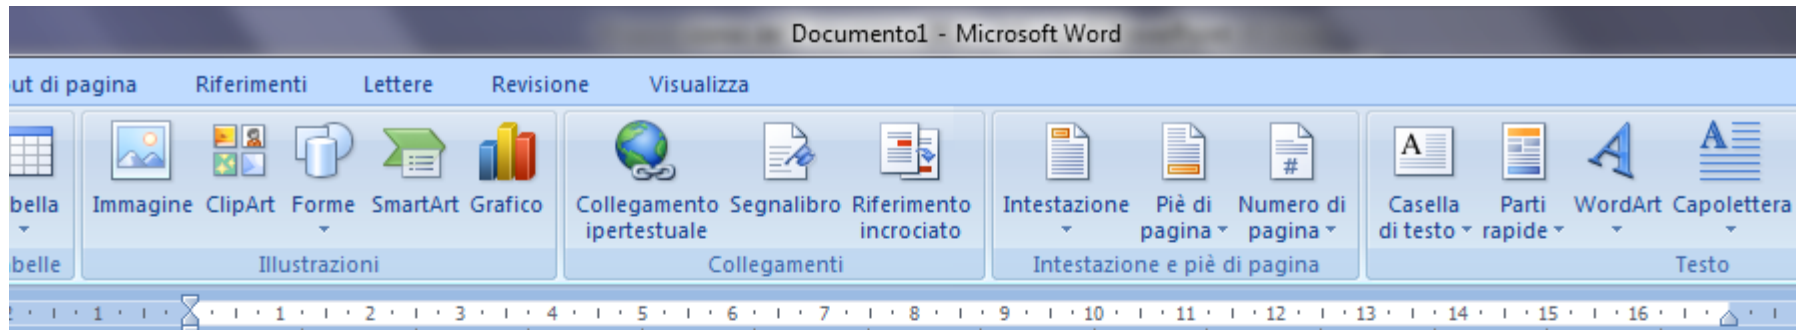 Documento1 - Microsoft Word
ut di pagina Riferimenti Lettere Revisione Visualizza
bella Immagine ClipArt Forme SmartArt Grafico Collegamento ipertestuale Segnalibro Riferimento incrociato Intestazione Piè di pagina Numero di pagina Casella di testo Parti rapide WordArt Capolettera
belle Illustrazioni Collegamenti Intestazione e piè di pagina Testo
2 1 1 2 3 4 5 6 7 8 9 10 11 12 13 14 15 16